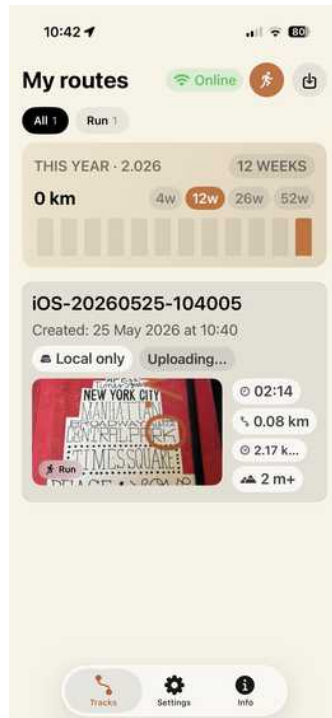 10:42
80
My routes
Online
All 1
Run 1
THIS YEAR · 2.026
12 WEEKS
0 km
4w 12w 26w 52w
iOS-20260525-104005
Created: 25 May 2026 at 10:40
Local only
Uploading...
NEW YORK CITY
MANHATTAN
BROADWAY
CENTRAL PARK
TIMES SQUARE
Run
02:14
0.08 km
2.17 k...
2 m+
Tracks
Settings
Info